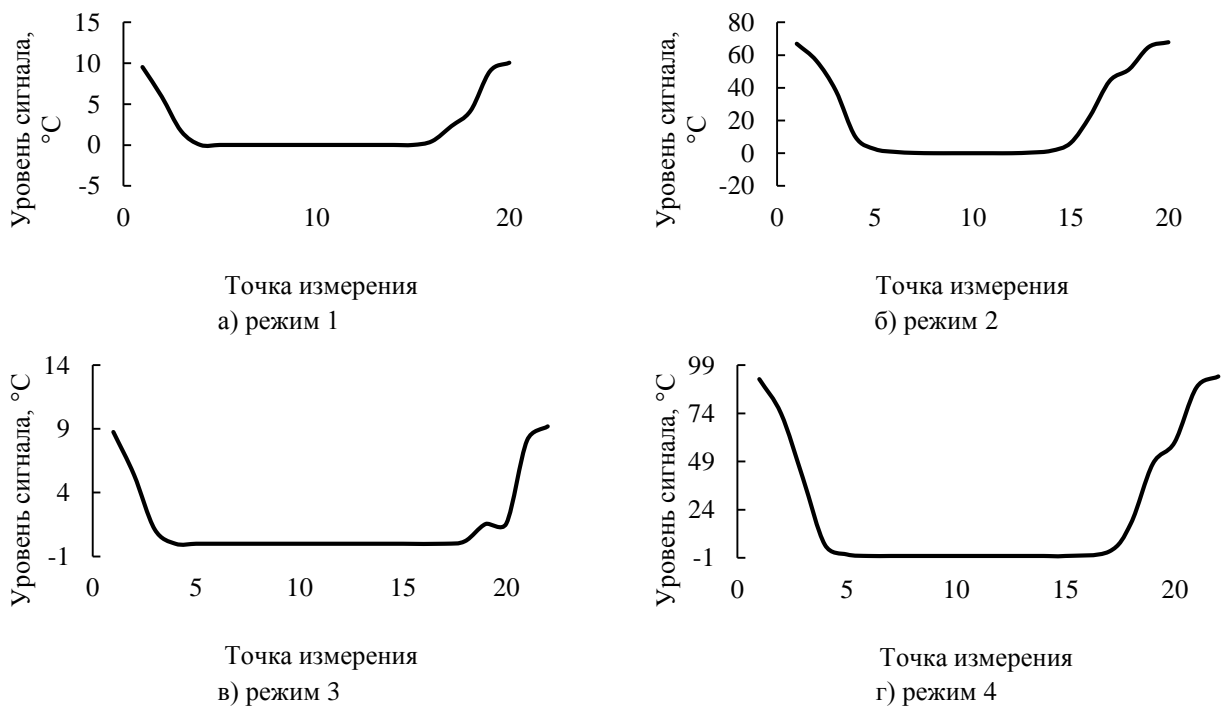 Уровень сигнала,
°C
15
10
5
0
-5
0
10
20
Точка измерения
а) режим 1
Уровень сигнала,
°C
80
60
40
20
0
-20
0
5
10
15
20
Точка измерения
б) режим 2
Уровень сигнала, °C
14
9
4
-1
0
5
10
15
20
Точка измерения
в) режим 3
Уровень сигнала, °C
99
74
49
24
-1
0
5
10
15
20
Точка измерения
г) режим 4